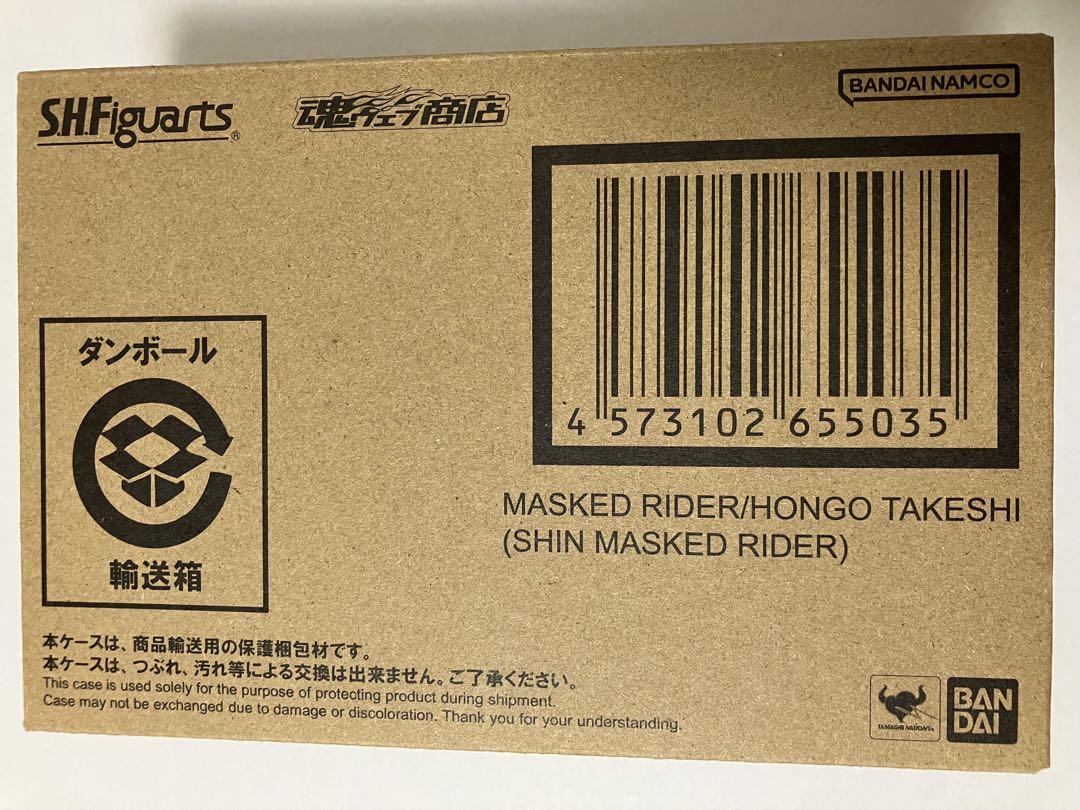 S.H.Figuarts®
魂ウェブ商店
BANDAI NAMCO
4 573102 655035
MASKED RIDER/HONGO TAKESHI
(SHIN MASKED RIDER)
ダンボール
輸送箱
本ケースは、商品輸送用の保護梱包材です。
本ケースは、つぶれ、汚れ等による交換は出来ません。ご了承ください。
This case is used solely for the purpose of protecting product during shipment.
Case may not be exchanged due to damage or discoloration. Thank you for your understanding.
TAMASHII NATIONS
BAN
DAI